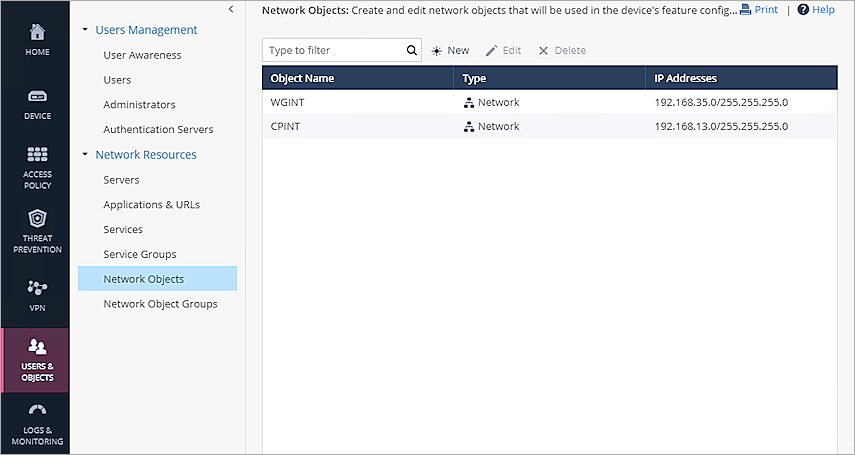 HOME
DEVICE
ACCESS
POLICY
THREAT
PREVENTION
VPN
USERS &
OBJECTS
LOGS &
MONITORING
Users Management
User Awareness
Users
Administrators
Authentication Servers
Network Resources
Servers
Applications & URLs
Services
Service Groups
Network Objects
Network Object Groups
Network Objects: Create and edit network objects that will be used in the device's feature config... Print | Help
Type to filter New Edit Delete
Object Name Type IP Addresses
WGINT Network 192.168.35.0/255.255.255.0
CPINT Network 192.168.13.0/255.255.255.0